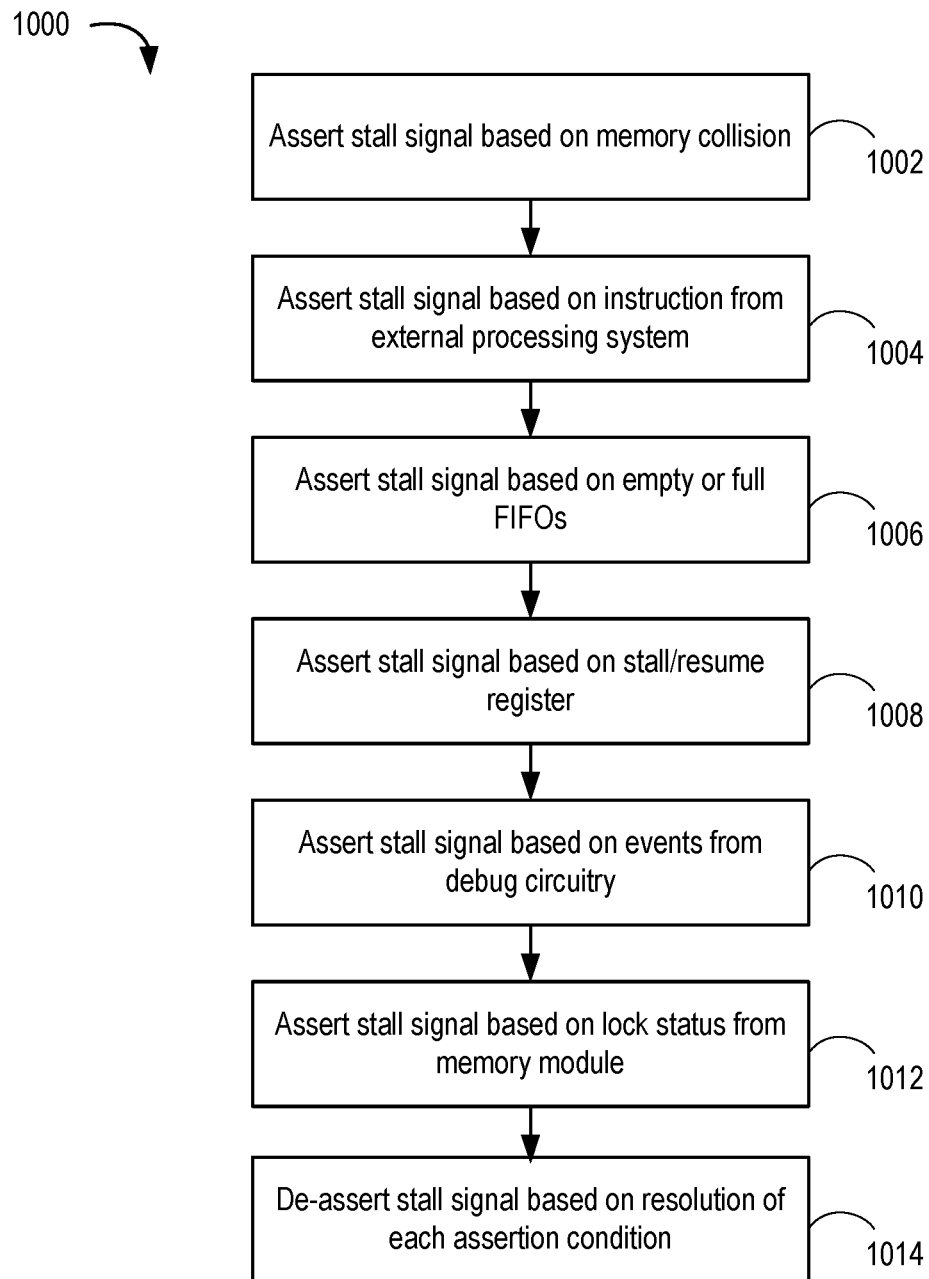 1000
Assert stall signal based on memory collision
1002
Assert stall signal based on instruction from
external processing system
1004
Assert stall signal based on empty or full
FIFOs
1006
Assert stall signal based on stall/resume
register
1008
Assert stall signal based on events from
debug circuitry
1010
Assert stall signal based on lock status from
memory module
1012
De-assert stall signal based on resolution of
each assertion condition
1014